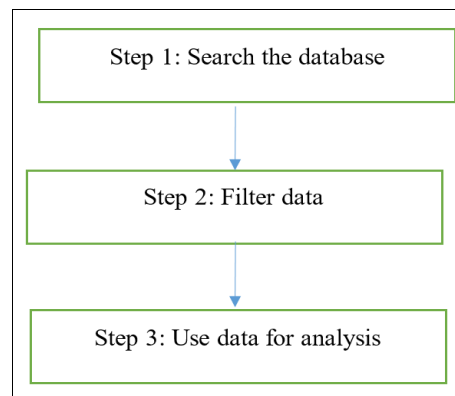 Step 1: Search the database
Step 2: Filter data
Step 3: Use data for analysis